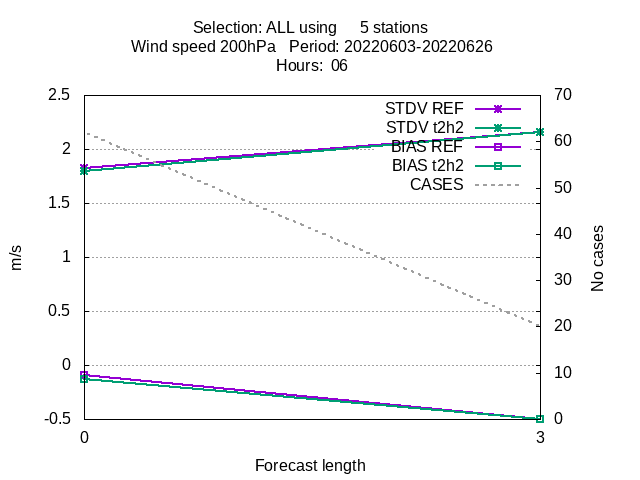 Selection: ALL using     5 stations
Wind speed 200hPa   Period: 20220603-20220626
Hours:  06
2.5
2
1.5
1
0.5
0
-0.5
m/s
STDV REF
STDV t2h2
BIAS REF
BIAS t2h2
CASES
70
60
50
40
30
20
10
0
No cases
0
3
Forecast length